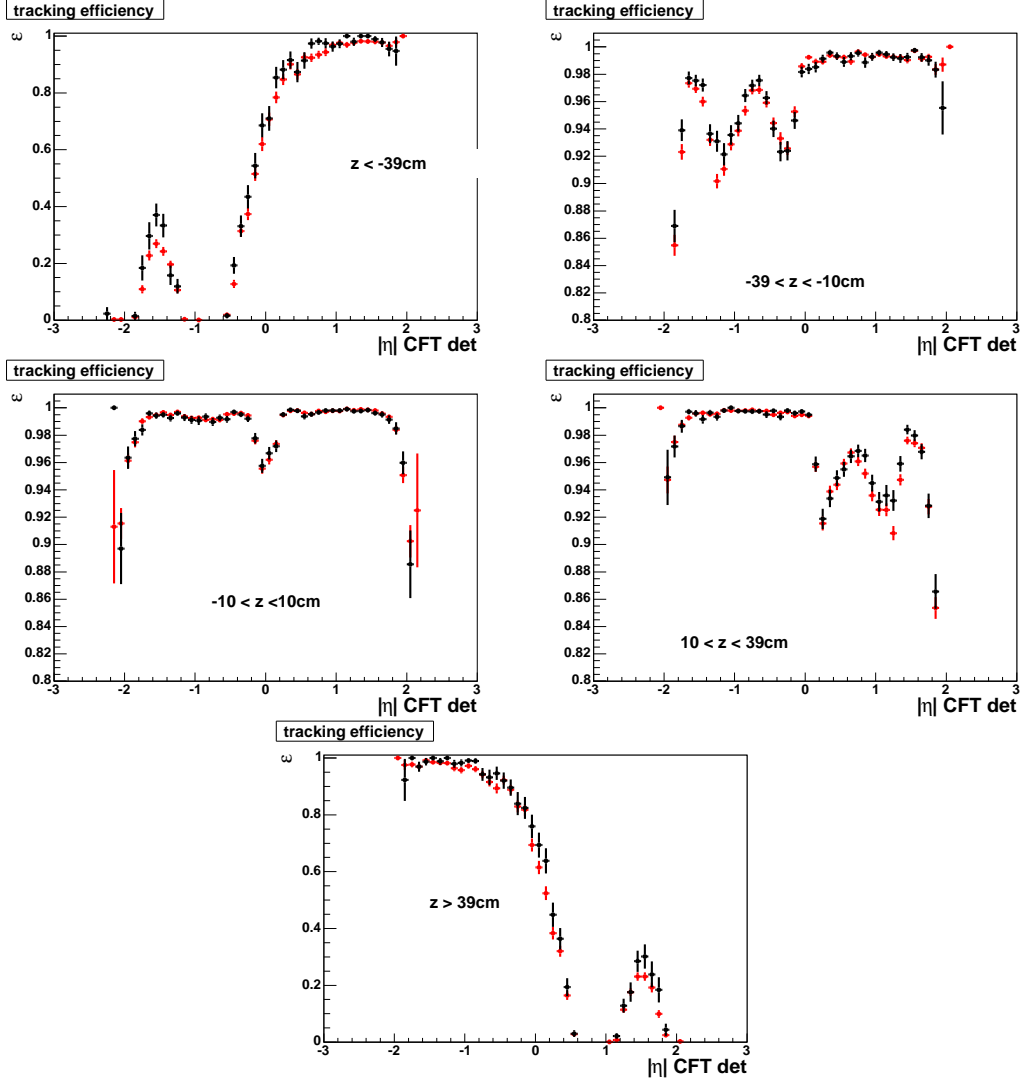 tracking efficiency
ε
1
0.8
0.6
0.4
0.2
0
-3 -2 -1 0 1 2 3
z < -39cm
|η| CFT det
tracking efficiency
ε
1
0.98
0.96
0.94
0.92
0.9
0.88
0.86
0.84
0.82
0.8
-3 -2 -1 0 1 2 3
-39 < z < -10cm
|η| CFT det
tracking efficiency
ε
1
0.98
0.96
0.94
0.92
0.9
0.88
0.86
0.84
0.82
0.8
-3 -2 -1 0 1 2 3
-10 < z <10cm
|η| CFT det
tracking efficiency
ε
1
0.98
0.96
0.94
0.92
0.9
0.88
0.86
0.84
0.82
0.8
-3 -2 -1 0 1 2 3
10 < z < 39cm
|η| CFT det
tracking efficiency
ε
1
0.8
0.6
0.4
0.2
0
-3 -2 -1 0 1 2 3
z > 39cm
|η| CFT det